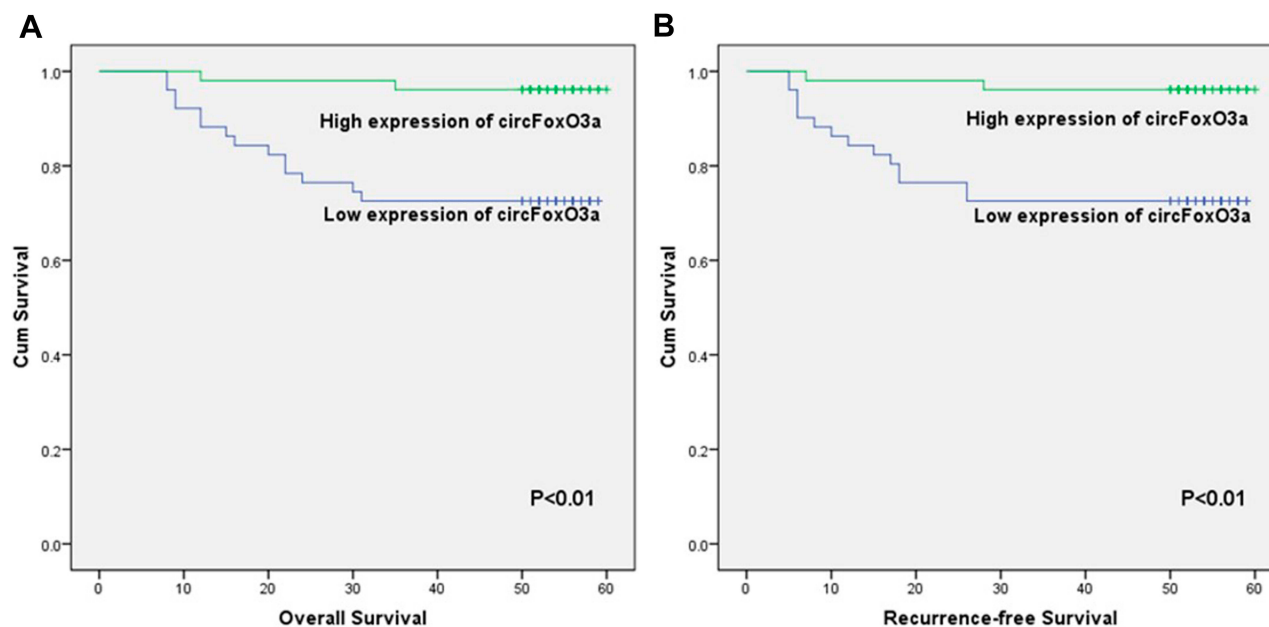 A
Cum Survival
1.0
0.8
0.6
0.4
0.2
0.0
High expression of circFoxO3a
Low expression of circFoxO3a
P<0.01
0 10 20 30 40 50 60
Overall Survival
B
Cum Survival
1.0
0.8
0.6
0.4
0.2
0.0
High expression of circFoxO3a
Low expression of circFoxO3a
P<0.01
0 10 20 30 40 50 60
Recurrence-free Survival